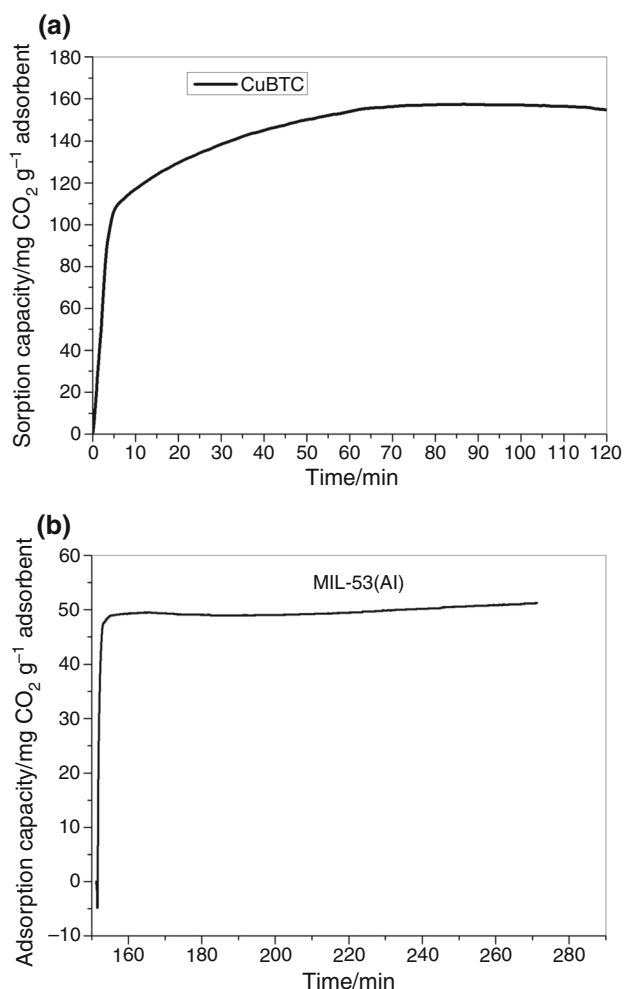 (a)
180
160
140
120
100
80
60
40
20
0
Sorption capacity/mg CO₂ g⁻¹ adsorbent
CuBTC
0 10 20 30 40 50 60 70 80 90 100 110 120
Time/min
(b)
60
50
40
30
20
10
0
−10
Adsorption capacity/mg CO₂ g⁻¹ adsorbent
MIL-53(Al)
160 180 200 220 240 260 280
Time/min